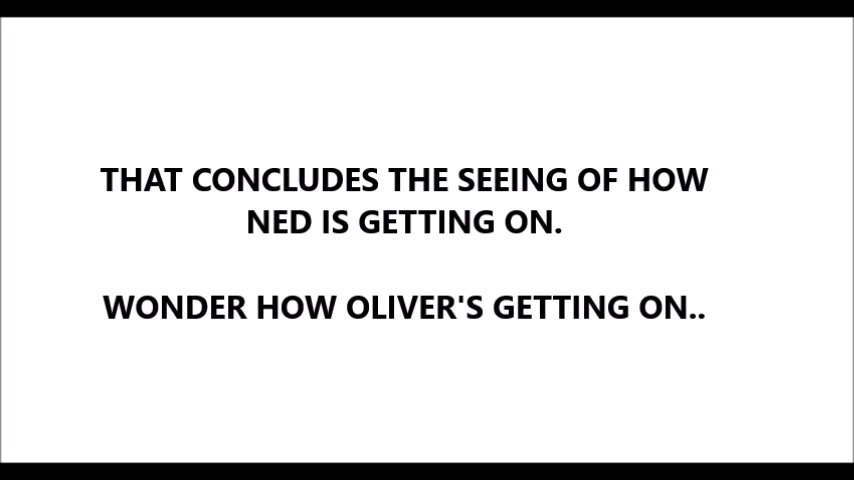 THAT CONCLUDES THE SEEING OF HOW
NED IS GETTING ON.
WONDER HOW OLIVER'S GETTING ON..